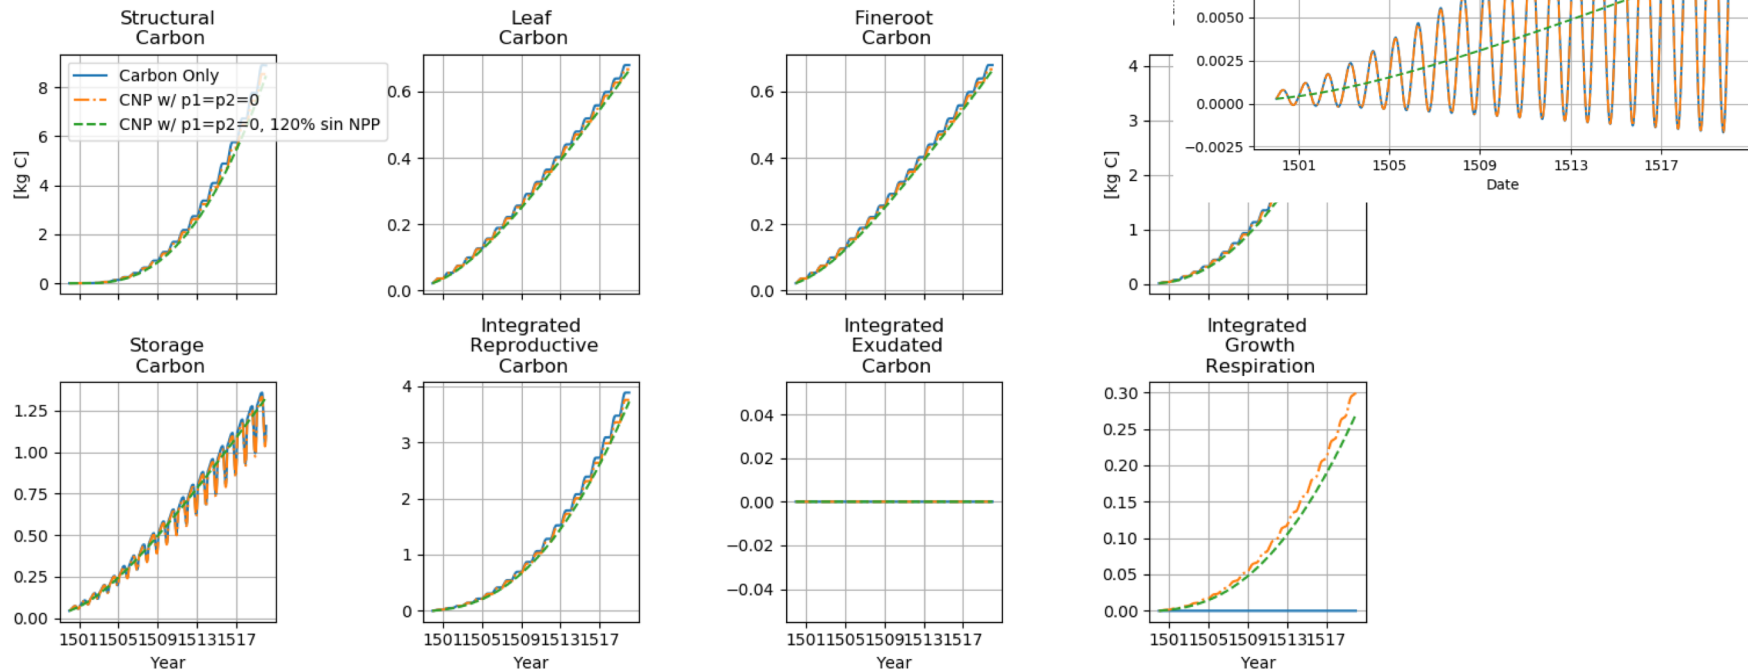 Structural
Carbon
Leaf
Carbon
Fineroot
Carbon
Carbon Only
CNP w/ p1=p2=0
CNP w/ p1=p2=0, 120% sin NPP
[kg C]
8
6
4
2
0
0.6
0.4
0.2
0.0
0.6
0.4
0.2
0.0
[kg C]
4
3
2
1
0
0.0050
0.0025
0.0000
−0.0025
1501 1505 1509 1513 1517
Date
Storage
Carbon
Integrated
Reproductive
Carbon
Integrated
Exudated
Carbon
Integrated
Growth
Respiration
1.25
1.00
0.75
0.50
0.25
0.00
15011505150915131517
Year
4
3
2
1
0
15011505150915131517
Year
0.04
0.02
0.00
−0.02
−0.04
15011505150915131517
Year
0.30
0.25
0.20
0.15
0.10
0.05
0.00
15011505150915131517
Year